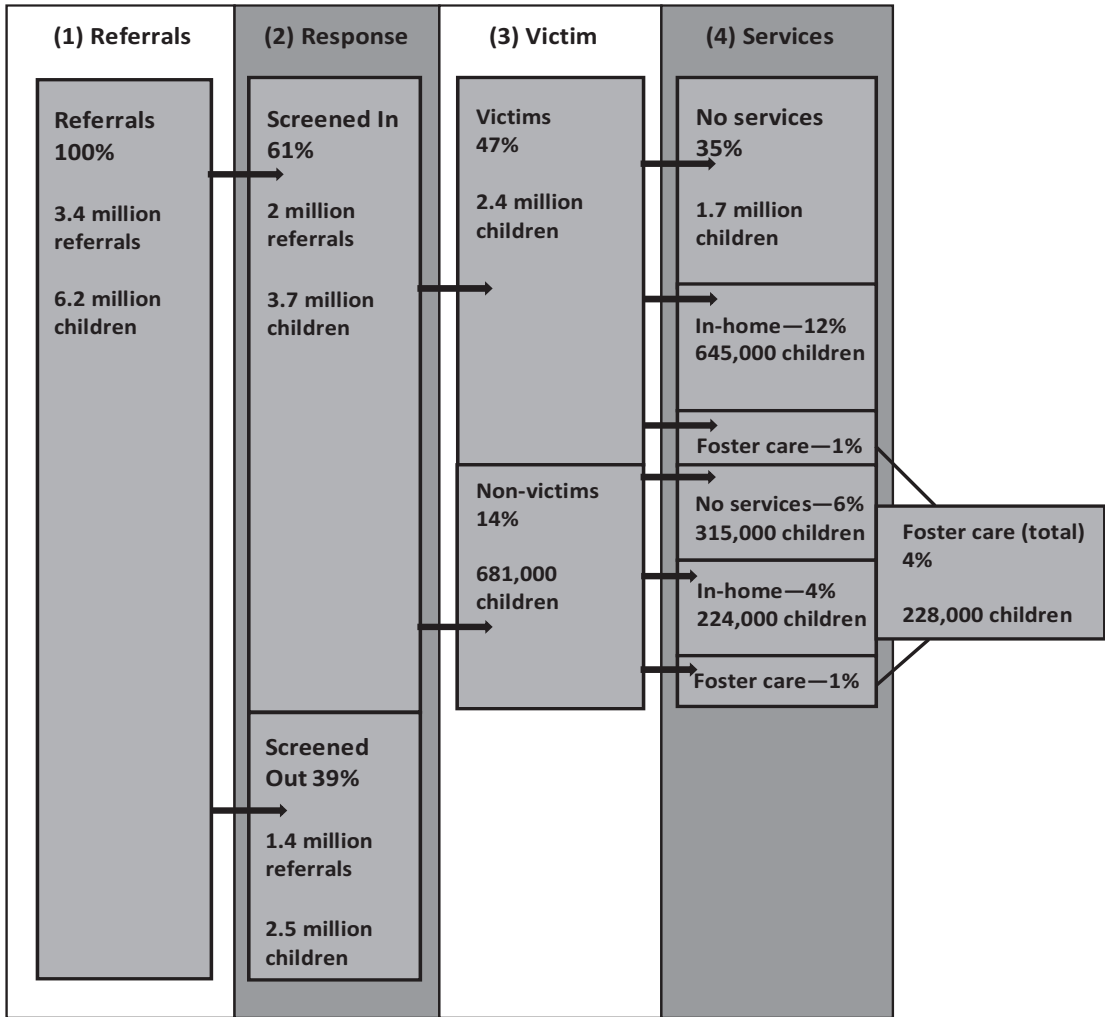 (1) Referrals
Referrals
100%
3.4 million
referrals
6.2 million
children
(2) Response
Screened In
61%
2 million
referrals
3.7 million
children
Screened
Out 39%
1.4 million
referrals
2.5 million
children
(3) Victim
Victims
47%
2.4 million
children
Non-victims
14%
681,000
children
(4) Services
No services
35%
1.7 million
children
In-home—12%
645,000 children
Foster care—1%
No services—6%
315,000 children
In-home—4%
224,000 children
Foster care—1%
Foster care (total)
4%
228,000 children